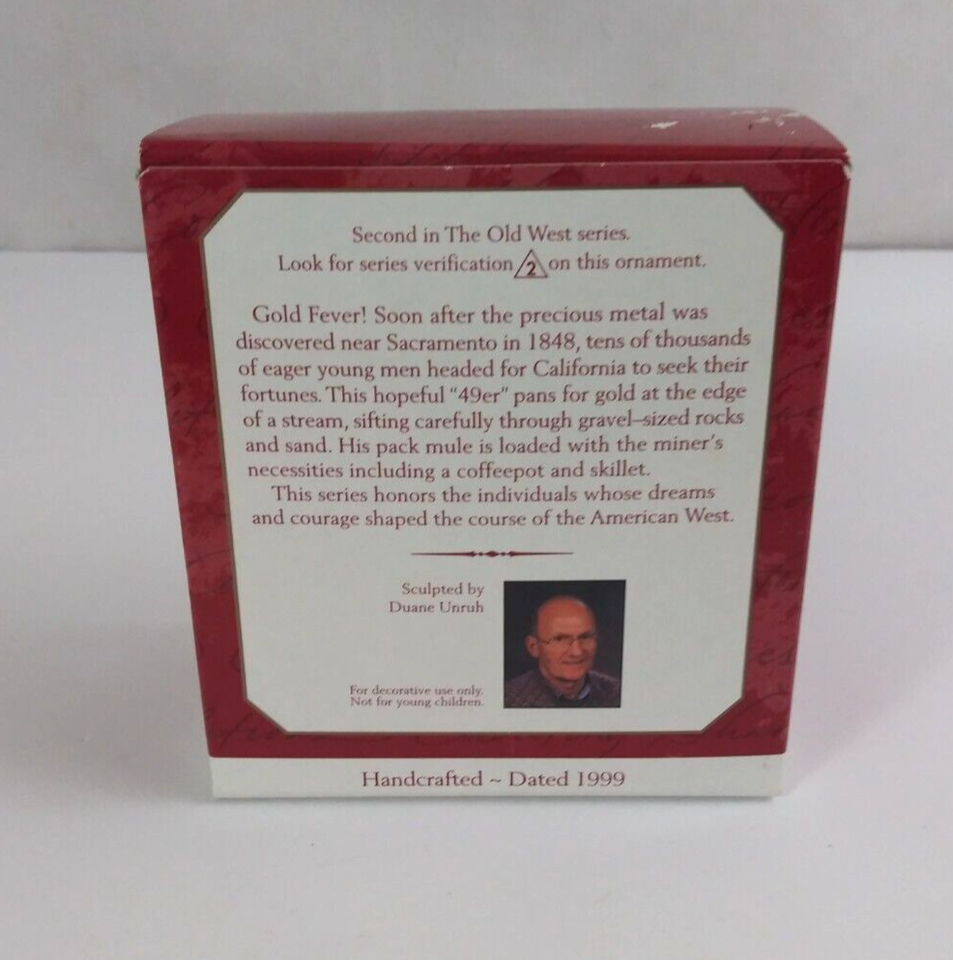 Second in The Old West series.
Look for series verification 2 on this ornament.
Gold Fever! Soon after the precious metal was
discovered near Sacramento in 1848, tens of thousands
of eager young men headed for California to seek their
fortunes. This hopeful “49er” pans for gold at the edge
of a stream, sifting carefully through gravel–sized rocks
and sand. His pack mule is loaded with the miner's
necessities including a coffeepot and skillet.
This series honors the individuals whose dreams
and courage shaped the course of the American West.
Sculpted by
Duane Unruh
For decorative use only.
Not for young children.
Handcrafted ~ Dated 1999